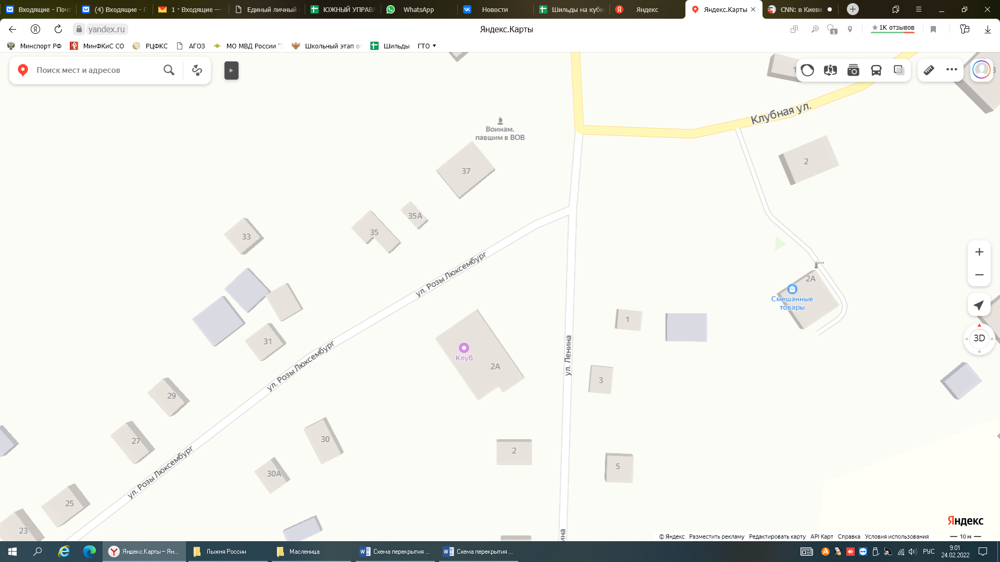 Входящие - Почт
(4) Входящие - П
1 · Входящие —
Единый личный
ЮЖНЫЙ УПРАВЛ
WhatsApp
Новости
Шильды на кубк
Яндекс
Яндекс.Карты
CNN: в Киеве
yandex.ru
Яндекс.Карты
1
1K отзывов
Минспорт РФ
МинФКиС СО
РЦФКС
АГОЗ
МО МВД России "З
Школьный этап от
Шильды
ГТО
Поиск мест и адресов
Клубная ул.
Воинам,
павшим в ВОВ
37
2
35А
35
33
ул. Розы Люксембург
2А
Смешанные
товары
1
31
3D
Клуб
2А
ул. Ленина
ул. Розы Люксембург
3
29
30
27
2
5
30А
ул. Розы Люксембург
25
23
Яндекс
© Яндекс Разместить рекламу Редактировать карту API Карт Справка Условия использования
10 м
Яндекс.Карты – Ян...
Лыжня России
Масленица
Схема перекрытия ...
Схема перекрытия ...
РУС
9:01
24.02.2022